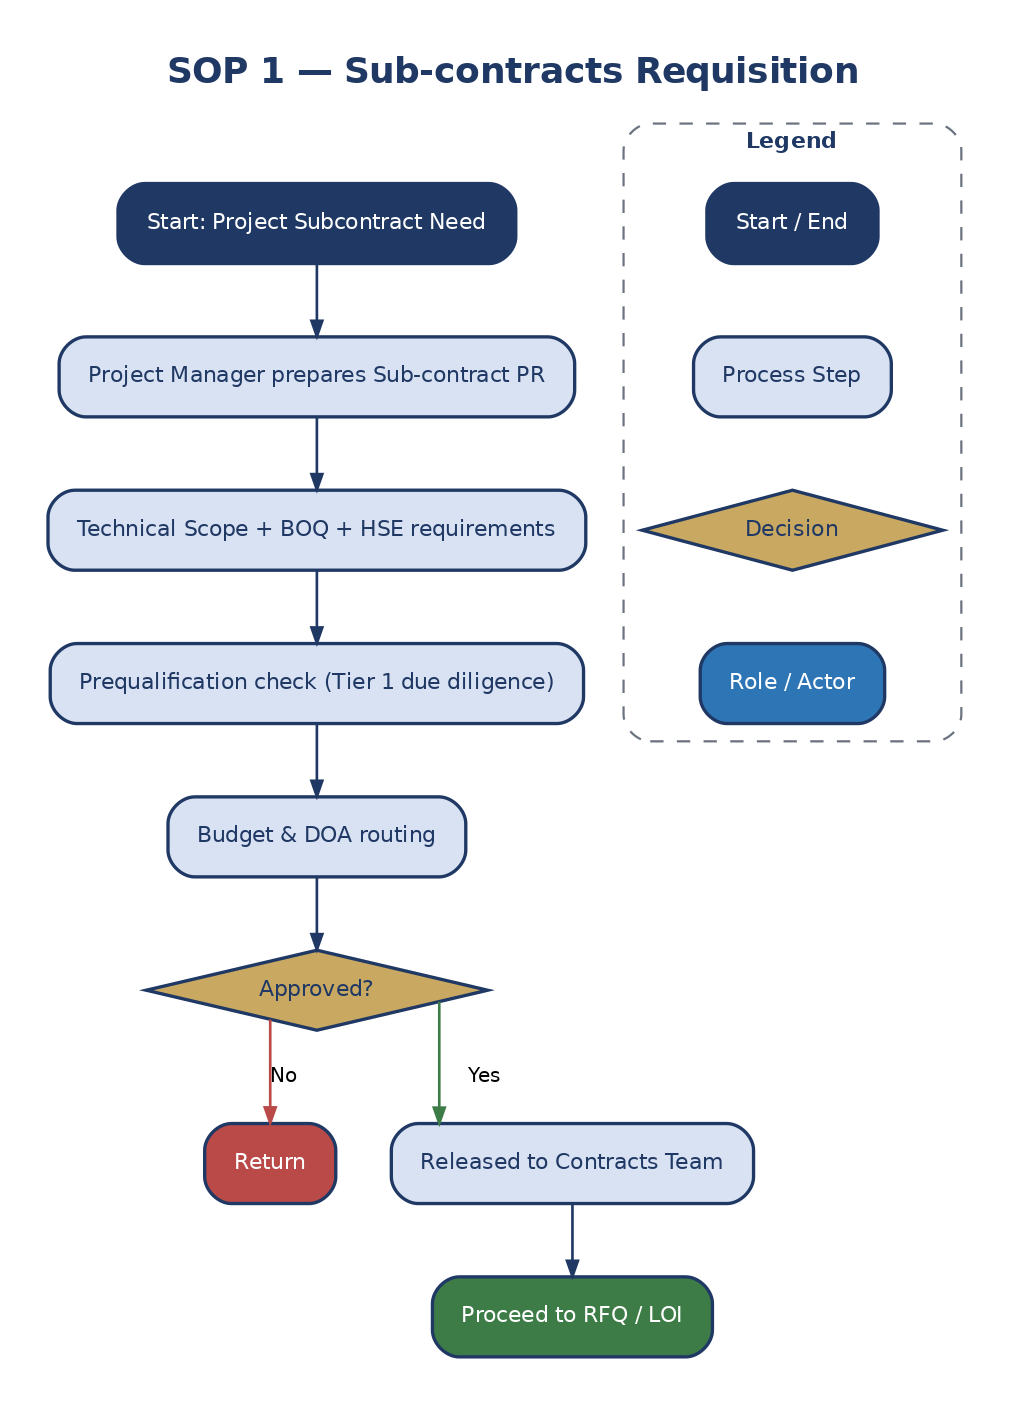 SOP 1 — Sub-contracts Requisition
Legend
Start: Project Subcontract Need
Start / End
Project Manager prepares Sub-contract PR
Process Step
Technical Scope + BOQ + HSE requirements
Decision
Prequalification check (Tier 1 due diligence)
Role / Actor
Budget & DOA routing
Approved?
No
Yes
Return
Released to Contracts Team
Proceed to RFQ / LOI